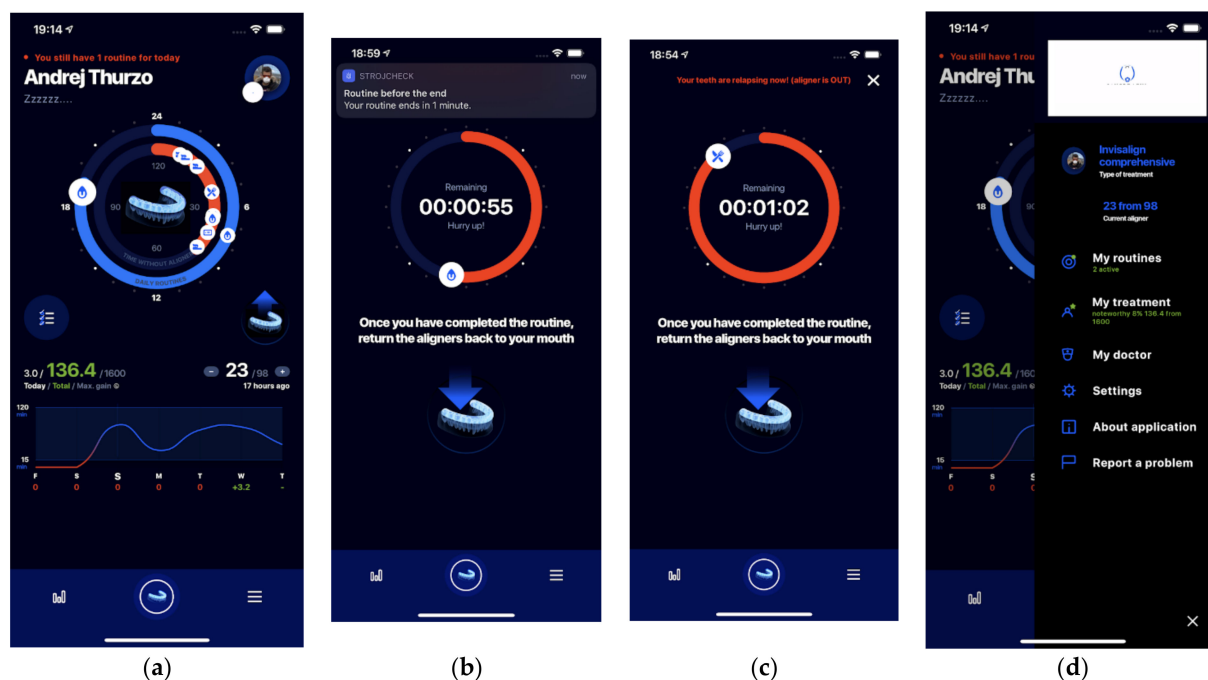 19:14
You still have 1 routine for today
Andrej Thurzo
Zzzzzz....
24
120
18
90
30
6
60
TIME WITHOUT ALIGNER
DAILY ROUTINES
12
3.0 / 136.4 /1600
Today / Total / Max. gain
23 /98
17 hours ago
120
min
15
min
F S S M T W T
0 0 0 0 0 +3.2 -
(a)
18:59
STROJCHECK
now
Routine before the end
Your routine ends in 1 minute.
Remaining
00:00:55
Hurry up!
Once you have completed the routine,
return the aligners back to your mouth
(b)
18:54
Your teeth are relapsing now! (aligner is OUT)
Remaining
00:01:02
Hurry up!
Once you have completed the routine,
return the aligners back to your mouth
(c)
19:14
You still have 1 rou
Andrej Thu
Zzzzzz....
18
90
3.0 / 136.4 /
Today / Total / Max. gain
120
min
15
min
F S S
0 0 0
Invisalign
comprehensive
Type of treatment
23 from 98
Current aligner
My routines
2 active
My treatment
noteworthy 8% 136.4 from
1600
My doctor
Settings
About application
Report a problem
(d)